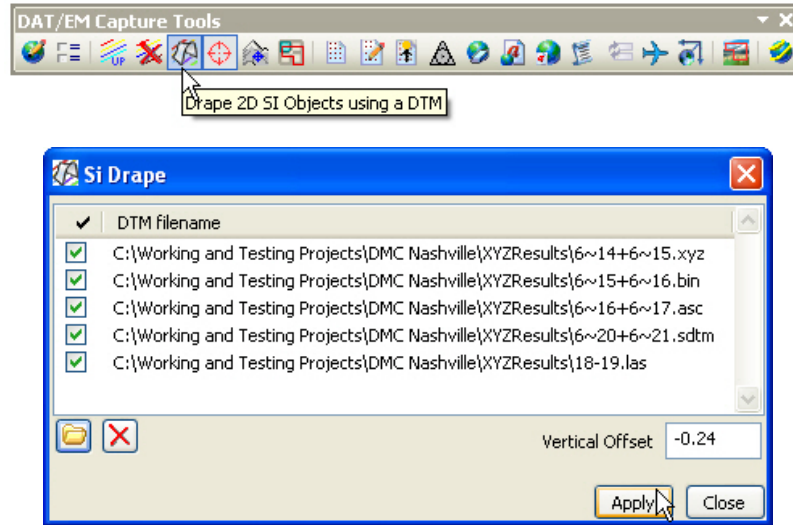 DAT/EM Capture Tools
UP
Drape 2D SI Objects using a DTM
Si Drape
DTM filename
C:\Working and Testing Projects\DMC Nashville\XYZResults\6~14+6~15.xyz
C:\Working and Testing Projects\DMC Nashville\XYZResults\6~15+6~16.bin
C:\Working and Testing Projects\DMC Nashville\XYZResults\6~16+6~17.asc
C:\Working and Testing Projects\DMC Nashville\XYZResults\6~20+6~21.sdtm
C:\Working and Testing Projects\DMC Nashville\XYZResults\18-19.las
Vertical Offset -0.24
Apply Close